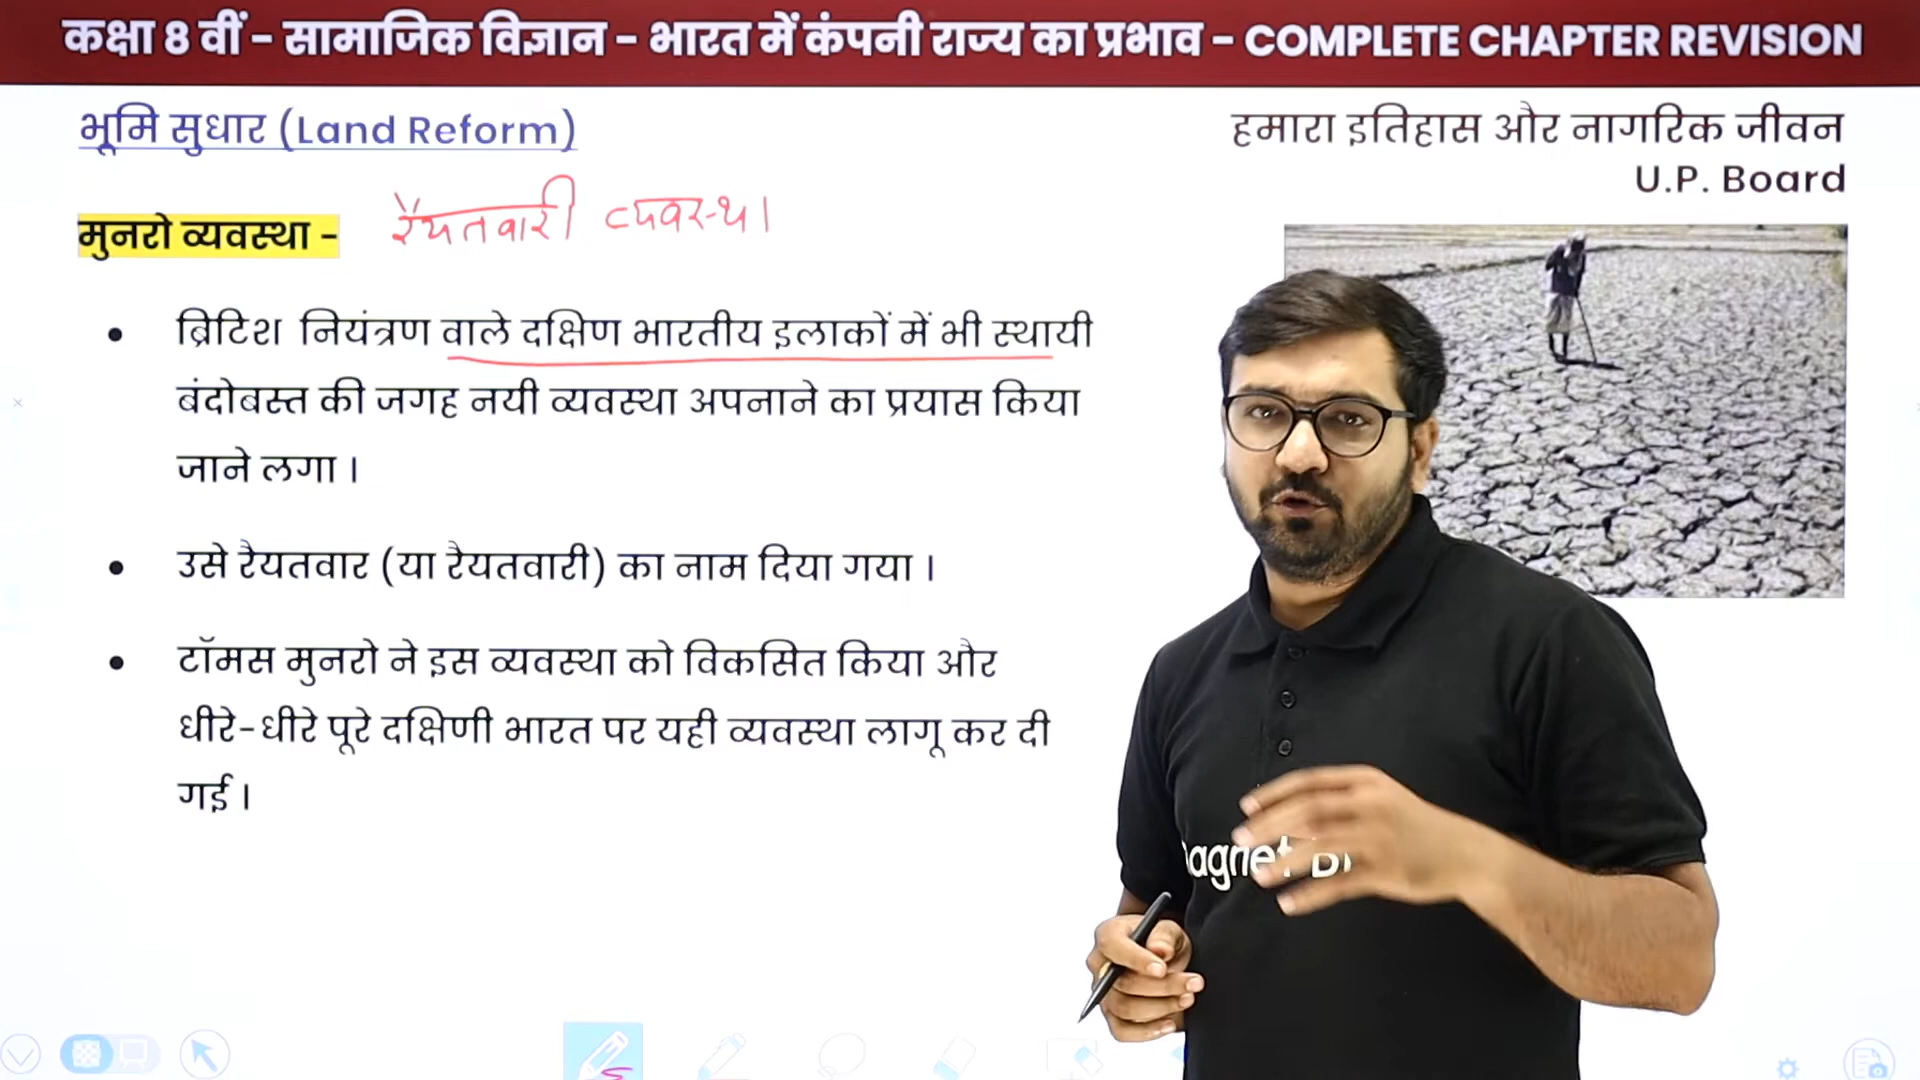 कक्षा 8 वीं - सामाजिक विज्ञान - भारत में कंपनी राज्य का प्रभाव - COMPLETE CHAPTER REVISION
भूमि सुधार (Land Reform)
हमारा इतिहास और नागरिक जीवन
U.P. Board
मुनरो व्यवस्था -
रैयतवारी व्यवस्था
ब्रिटिश नियंत्रण वाले दक्षिण भारतीय इलाकों में भी स्थायी
बंदोबस्त की जगह नयी व्यवस्था अपनाने का प्रयास किया
जाने लगा ।
उसे रैयतवार (या रैयतवारी) का नाम दिया गया ।
टॉमस मुनरो ने इस व्यवस्था को विकसित किया और
धीरे-धीरे पूरे दक्षिणी भारत पर यही व्यवस्था लागू कर दी
गई ।